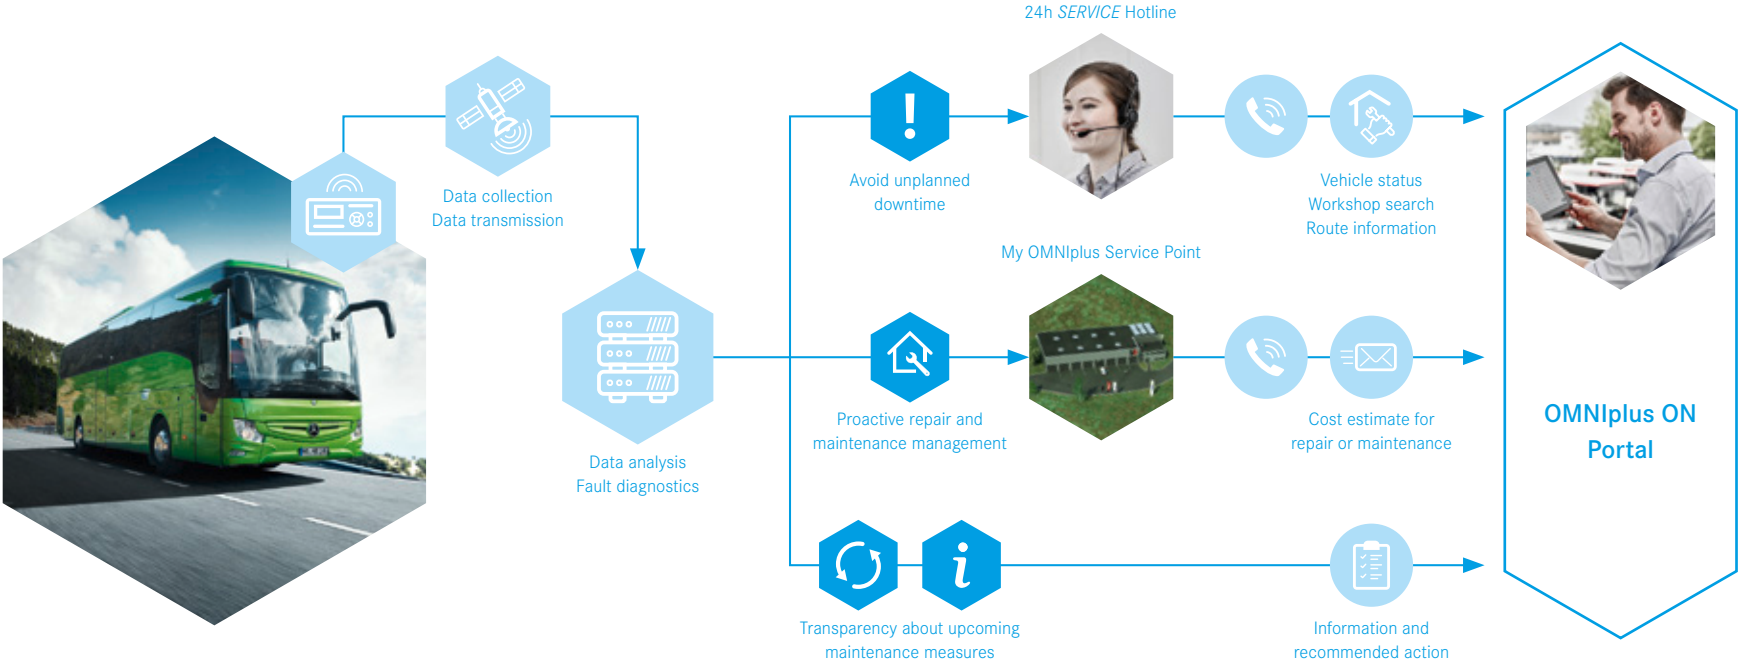 24h SERVICE Hotline
Data collection
Data transmission
Avoid unplanned
downtime
Vehicle status
Workshop search
Route information
My OMNIplus Service Point
Data analysis
Fault diagnostics
Proactive repair and
maintenance management
Cost estimate for
repair or maintenance
OMNIplus ON
Portal
Transparency about upcoming
maintenance measures
Information and
recommended action